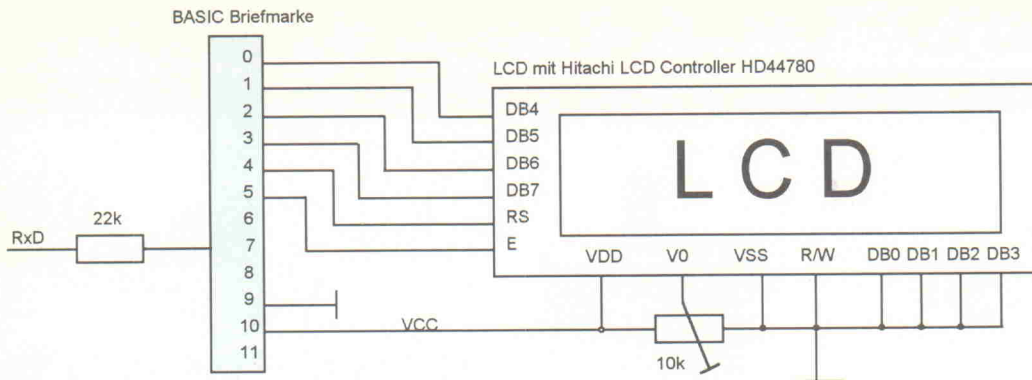 BASIC Briefmarke
0
1
2
3
4
5
6
7
8
9
10
11
22k
RxD
LCD mit Hitachi LCD Controller HD44780
DB4
DB5
DB6
DB7
RS
E
LCD
VDD V0 VSS R/W DB0 DB1 DB2 DB3
VCC
10k